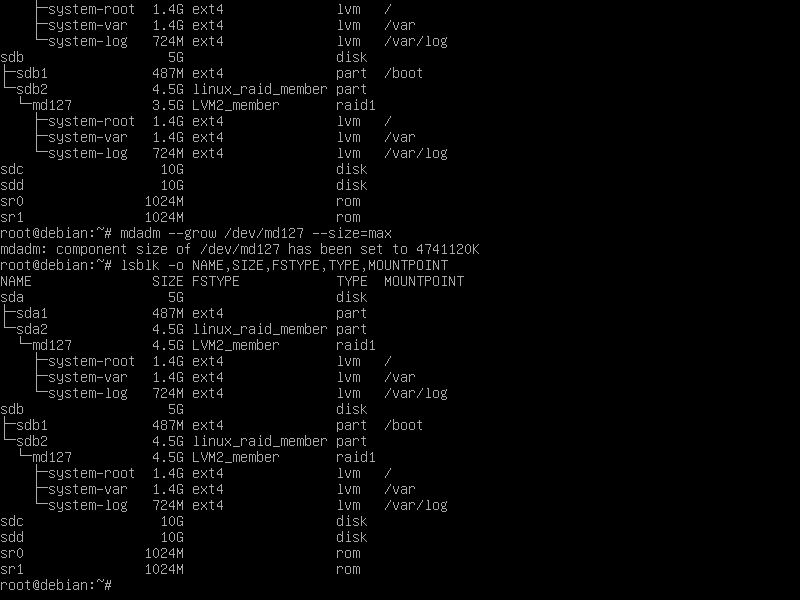 ├─system-root  1.4G ext4              lvm   /
  ├─system-var   1.4G ext4              lvm   /var
  └─system-log   724M ext4              lvm   /var/log
sdb                5G                   disk
├─sdb1           487M ext4              part  /boot
└─sdb2           4.5G linux_raid_member part
  └─md127        3.5G LVM2_member       raid1
    ├─system-root  1.4G ext4              lvm   /
    ├─system-var   1.4G ext4              lvm   /var
    └─system-log   724M ext4              lvm   /var/log
sdc               10G                   disk
sdd               10G                   disk
sr0             1024M                   rom
sr1             1024M                   rom
root@debian:~# mdadm --grow /dev/md127 --size=max
mdadm: component size of /dev/md127 has been set to 4741120K
root@debian:~# lsblk -o NAME,SIZE,FSTYPE,TYPE,MOUNTPOINT
NAME               SIZE FSTYPE            TYPE  MOUNTPOINT
sda                5G                   disk
├─sda1           487M ext4              part
└─sda2           4.5G linux_raid_member part
  └─md127        4.5G LVM2_member       raid1
    ├─system-root  1.4G ext4              lvm   /
    ├─system-var   1.4G ext4              lvm   /var
    └─system-log   724M ext4              lvm   /var/log
sdb                5G                   disk
├─sdb1           487M ext4              part  /boot
└─sdb2           4.5G linux_raid_member part
  └─md127        4.5G LVM2_member       raid1
    ├─system-root  1.4G ext4              lvm   /
    ├─system-var   1.4G ext4              lvm   /var
    └─system-log   724M ext4              lvm   /var/log
sdc               10G                   disk
sdd               10G                   disk
sr0             1024M                   rom
sr1             1024M                   rom
root@debian:~#